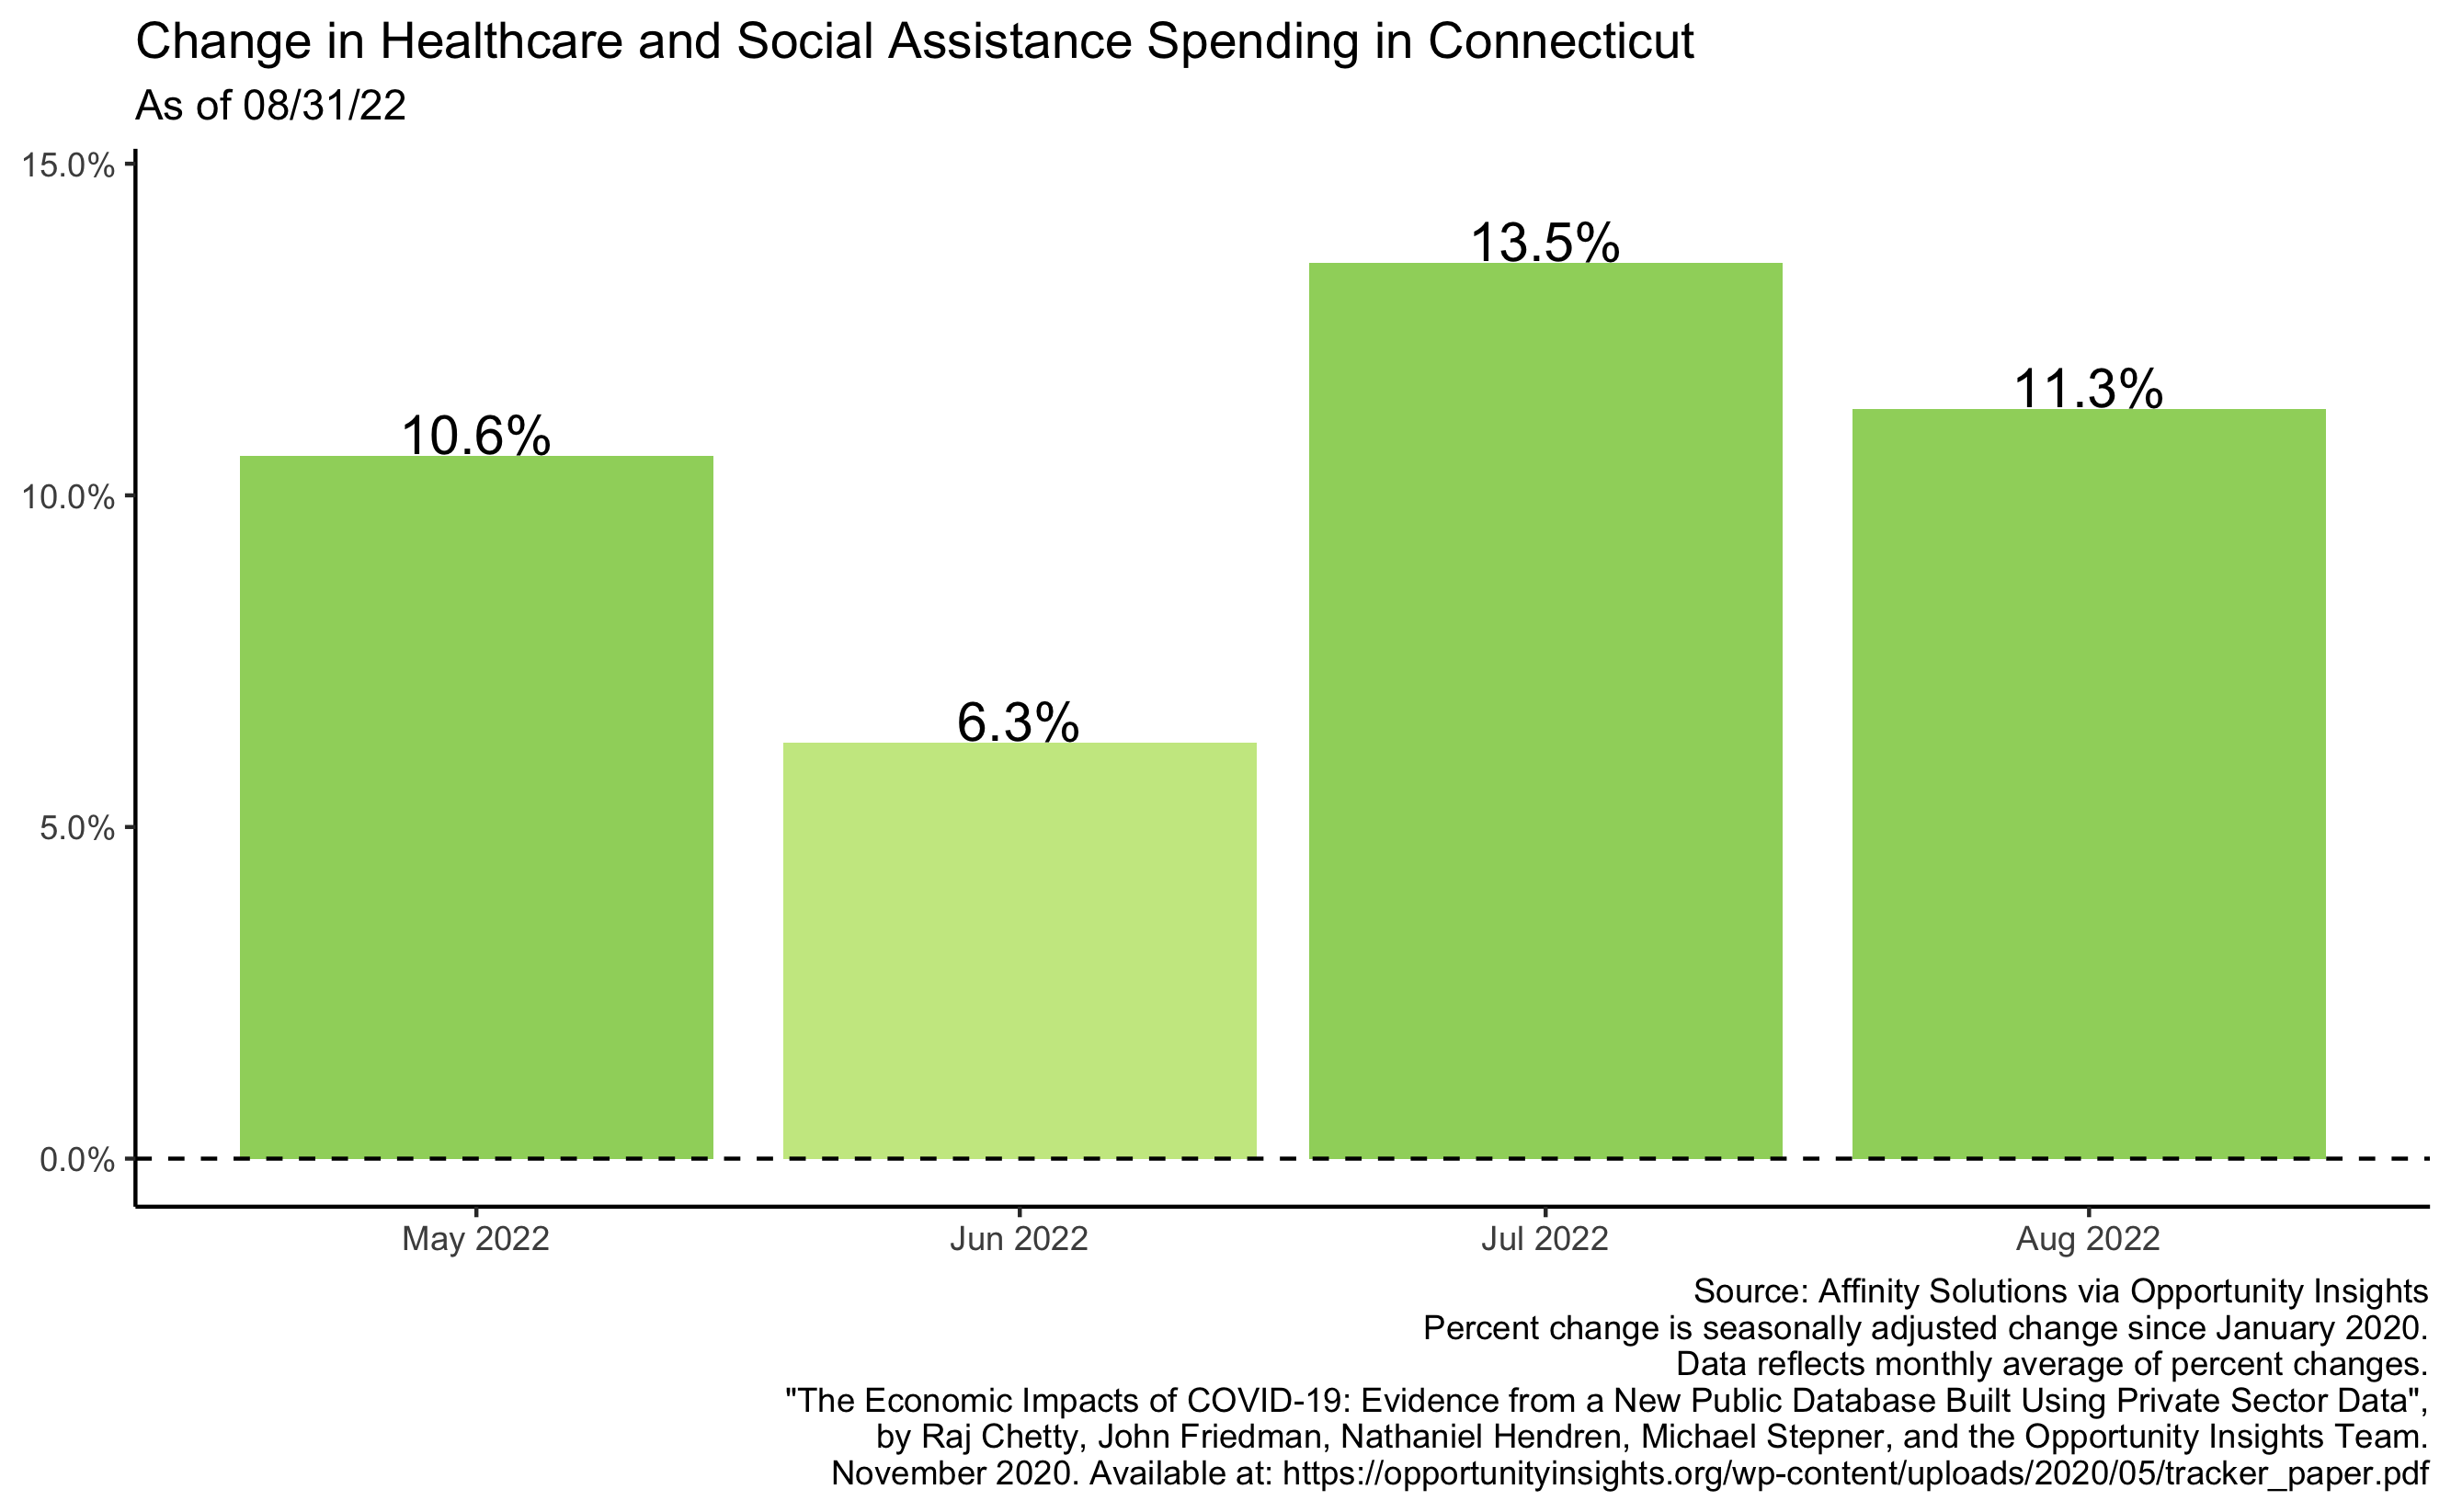 Change in Healthcare and Social Assistance Spending in Connecticut
As of 08/31/22
15.0%
10.0%
5.0%
0.0%
10.6%
6.3%
13.5%
11.3%
May 2022
Jun 2022
Jul 2022
Aug 2022
Source: Affinity Solutions via Opportunity Insights
Percent change is seasonally adjusted change since January 2020.
Data reflects monthly average of percent changes.
"The Economic Impacts of COVID-19: Evidence from a New Public Database Built Using Private Sector Data",
by Raj Chetty, John Friedman, Nathaniel Hendren, Michael Stepner, and the Opportunity Insights Team.
November 2020. Available at: https://opportunityinsights.org/wp-content/uploads/2020/05/tracker_paper.pdf